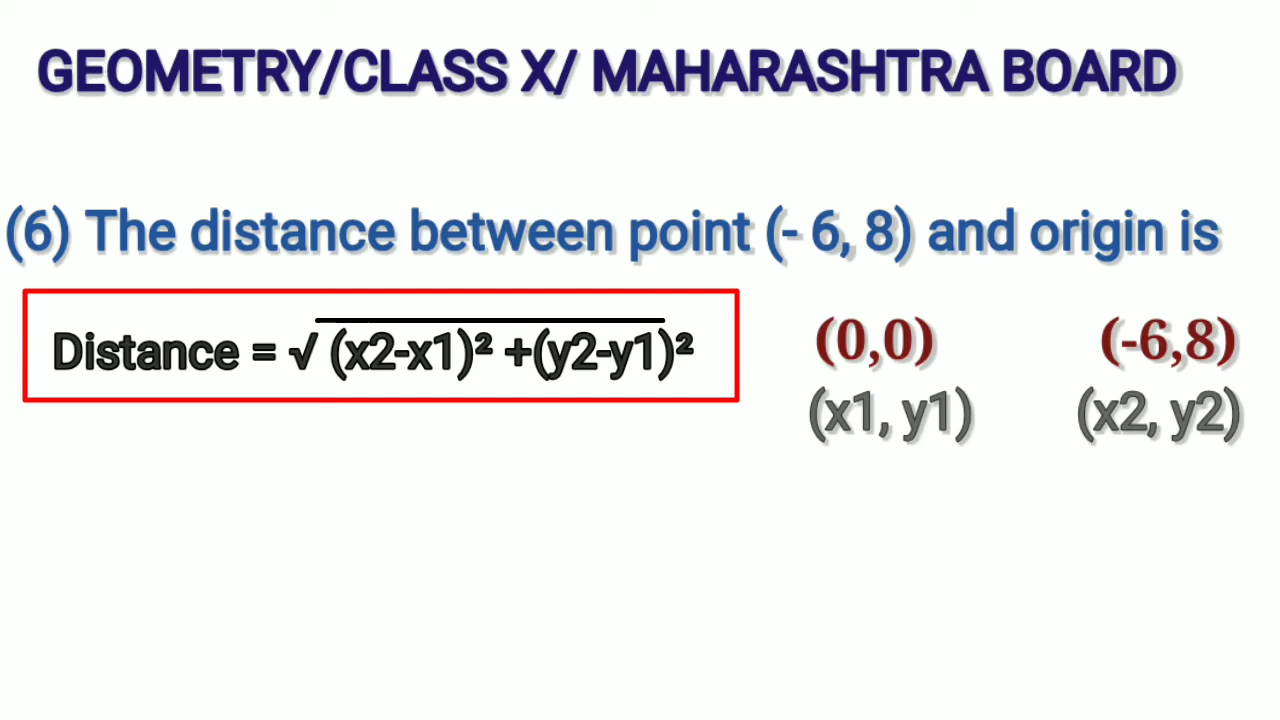 GEOMETRY/CLASS X/ MAHARASHTRA BOARD
(6) The distance between point (- 6, 8) and origin is
Distance = √ (x2-x1)² +(y2-y1)²
(0,0) (-6,8)
(x1, y1) (x2, y2)